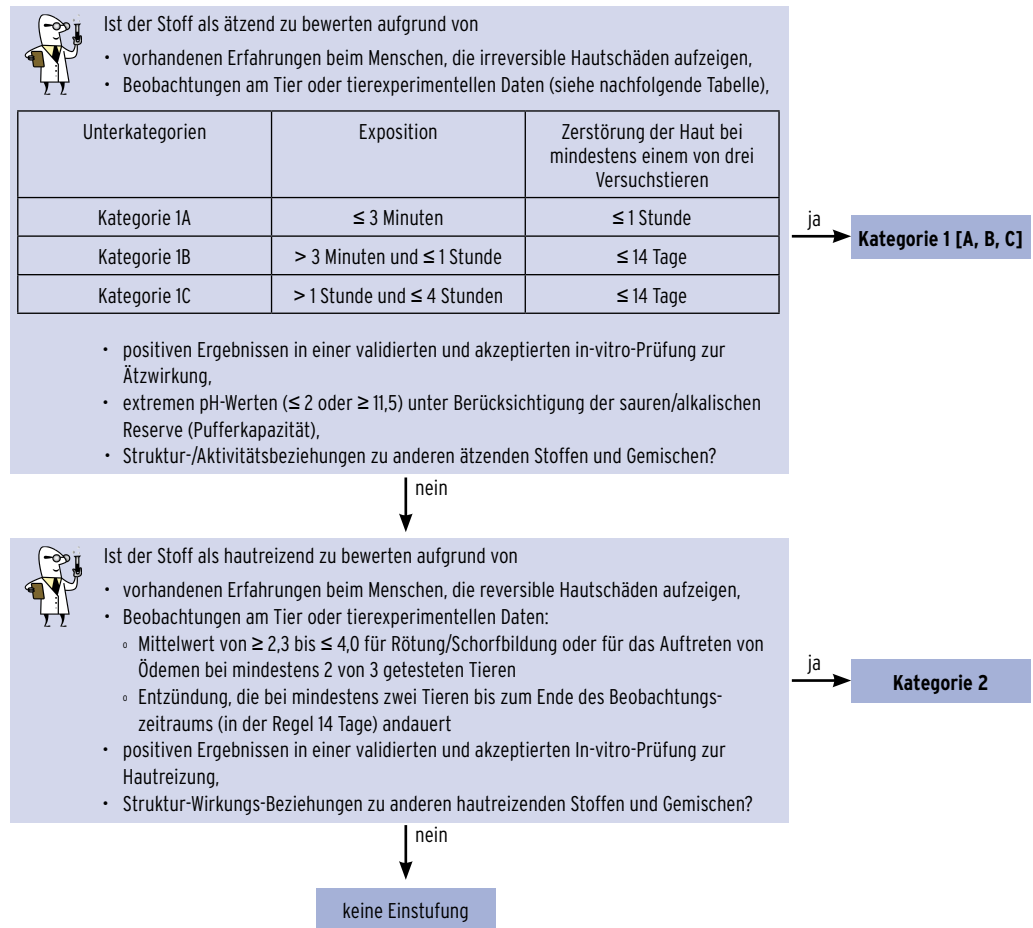 Ist der Stoff als ätzend zu bewerten aufgrund von
• vorhandenen Erfahrungen beim Menschen, die irreversible Hautschäden aufzeigen,
• Beobachtungen am Tier oder tierexperimentellen Daten (siehe nachfolgende Tabelle),
Unterkategorien Exposition Zerstörung der Haut bei
mindestens einem von drei
Versuchstieren
Kategorie 1A ≤ 3 Minuten ≤ 1 Stunde
Kategorie 1B > 3 Minuten und ≤ 1 Stunde ≤ 14 Tage
Kategorie 1C > 1 Stunde und ≤ 4 Stunden ≤ 14 Tage
ja
Kategorie 1 [A, B, C]
• positiven Ergebnissen in einer validierten und akzeptierten in-vitro-Prüfung zur
Ätzwirkung,
• extremen pH-Werten (≤ 2 oder ≥ 11,5) unter Berücksichtigung der sauren/alkalischen
Reserve (Pufferkapazität),
• Struktur-/Aktivitätsbeziehungen zu anderen ätzenden Stoffen und Gemischen?
nein
Ist der Stoff als hautreizend zu bewerten aufgrund von
• vorhandenen Erfahrungen beim Menschen, die reversible Hautschäden aufzeigen,
• Beobachtungen am Tier oder tierexperimentellen Daten:
◦ Mittelwert von ≥ 2,3 bis ≤ 4,0 für Rötung/Schorfbildung oder für das Auftreten von
Ödemen bei mindestens 2 von 3 getesteten Tieren
◦ Entzündung, die bei mindestens zwei Tieren bis zum Ende des Beobachtungs-
zeitraums (in der Regel 14 Tage) andauert
• positiven Ergebnissen in einer validierten und akzeptierten In-vitro-Prüfung zur
Hautreizung,
• Struktur-Wirkungs-Beziehungen zu anderen hautreizenden Stoffen und Gemischen?
ja
Kategorie 2
nein
keine Einstufung